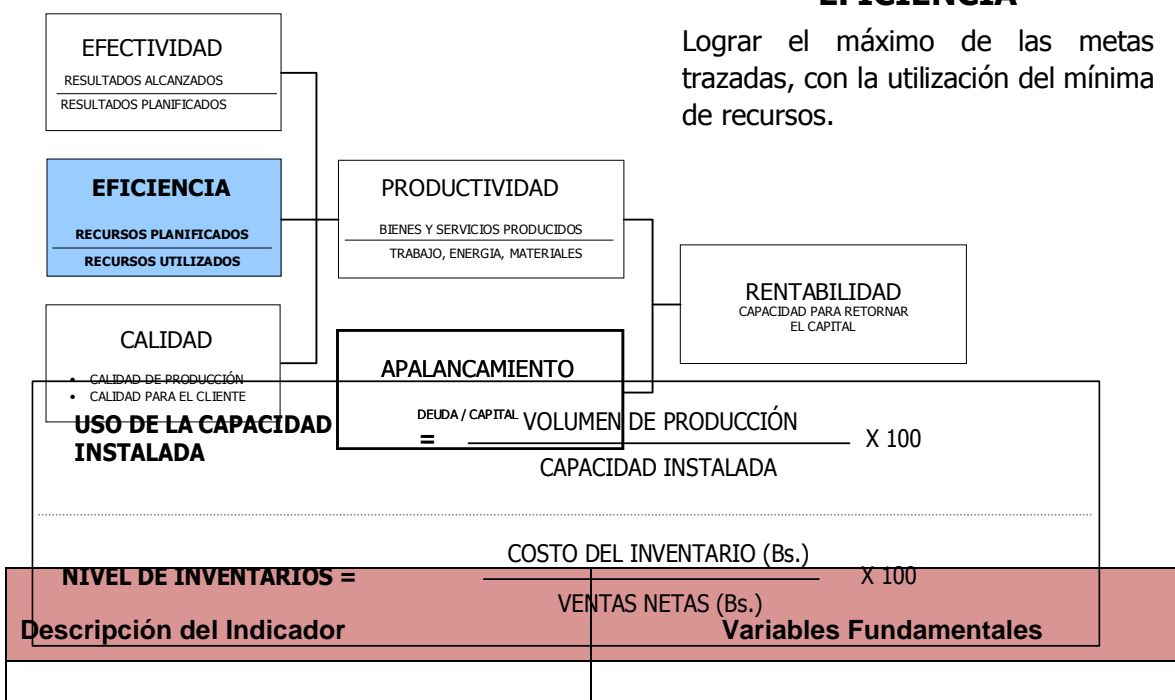 EFICIENCIA
Lograr el máximo de las metas
trazadas, con la utilización del mínima
de recursos.
EFECTIVIDAD
RESULTADOS ALCANZADOS
RESULTADOS PLANIFICADOS
EFICIENCIA
RECURSOS PLANIFICADOS
RECURSOS UTILIZADOS
CALIDAD
• CALIDAD DE PRODUCCIÓN
• CALIDAD PARA EL CLIENTE
PRODUCTIVIDAD
BIENES Y SERVICIOS PRODUCIDOS
TRABAJO, ENERGIA, MATERIALES
APALANCAMIENTO
DEUDA / CAPITAL
RENTABILIDAD
CAPACIDAD PARA RETORNAR
EL CAPITAL
USO DE LA CAPACIDAD
INSTALADA
=
VOLUMEN DE PRODUCCIÓN
CAPACIDAD INSTALADA
X 100
NIVEL DE INVENTARIOS =
COSTO DEL INVENTARIO (Bs.)
VENTAS NETAS (Bs.)
X 100
Descripción del Indicador
Variables Fundamentales